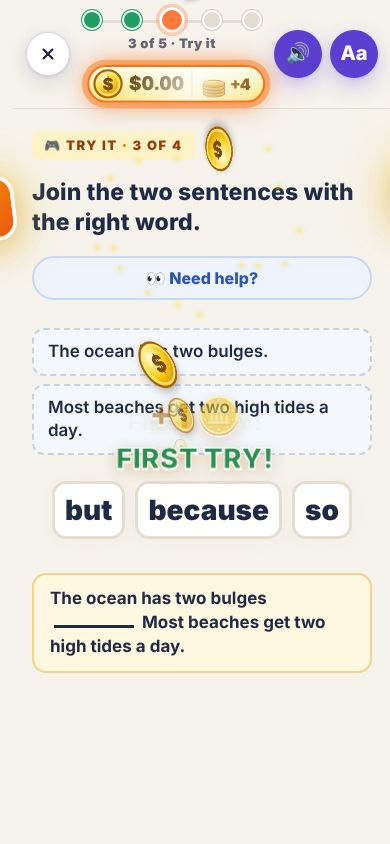 3 of 5 · Try it
$0.00 +4
TRY IT · 3 OF 4
Join the two sentences with
the right word.
Need help?
The ocean two bulges.
Most beaches get two high tides a
day.
FIRST TRY!
but because so
The ocean has two bulges
Most beaches get two
high tides a day.
Aa